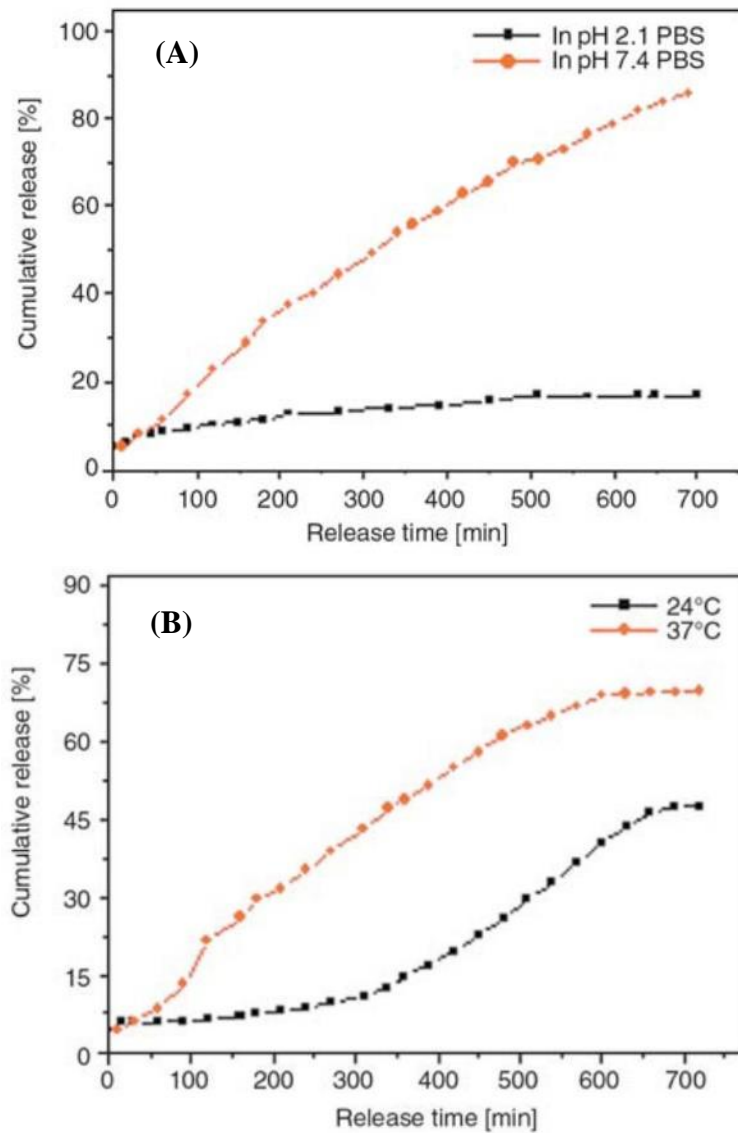 (A)
In pH 2.1 PBS
In pH 7.4 PBS
Cumulative release [%]
100
80
60
40
20
0
0 100 200 300 400 500 600 700
Release time [min]
(B)
24°C
37°C
Cumulative release [%]
90
75
60
45
30
15
0
0 100 200 300 400 500 600 700
Release time [min]